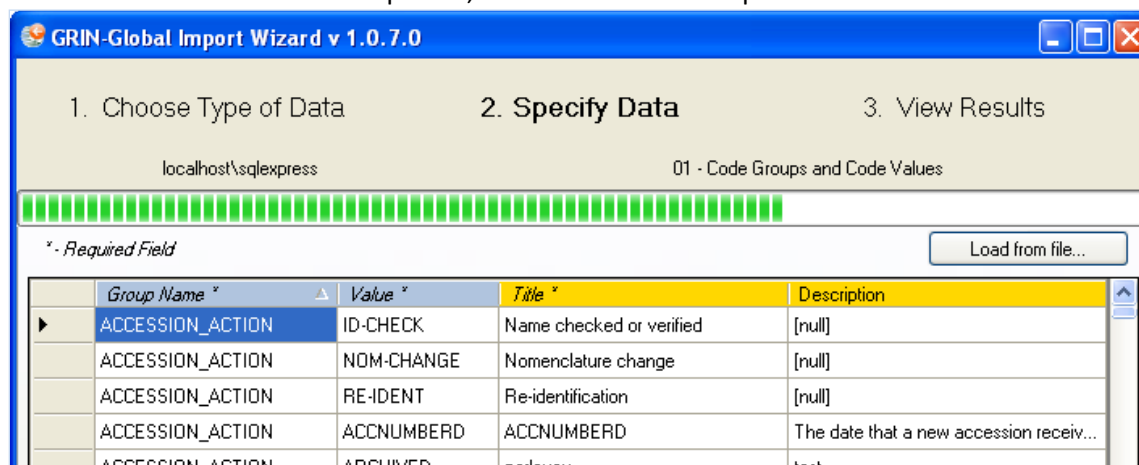 GRIN-Global Import Wizard v 1.0.7.0
1. Choose Type of Data 2. Specify Data 3. View Results
localhost\sqlexpress 01 - Code Groups and Code Values
* - Required Field Load from file...
Group Name * Value * Title * Description
ACCESSION_ACTION ID-CHECK Name checked or verified [null]
ACCESSION_ACTION NOM-CHANGE Nomenclature change [null]
ACCESSION_ACTION RE-IDENT Re-identification [null]
ACCESSION_ACTION ACCNUMBERD ACCNUMBERD The date that a new accession receiv...
ACCESSION_ACTION ARCHIVED